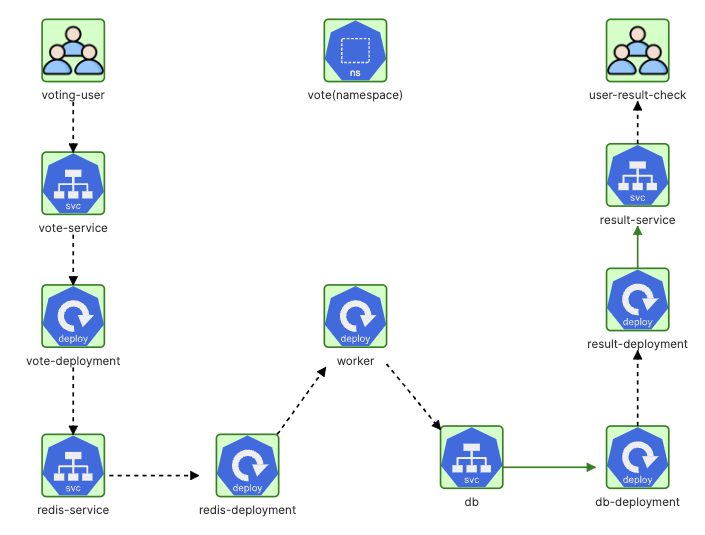 voting-user
ns
vote(namespace)
user-result-check
svc
vote-service
svc
result-service
deploy
vote-deployment
deploy
worker
deploy
result-deployment
svc
redis-service
deploy
redis-deployment
svc
db
deploy
db-deployment